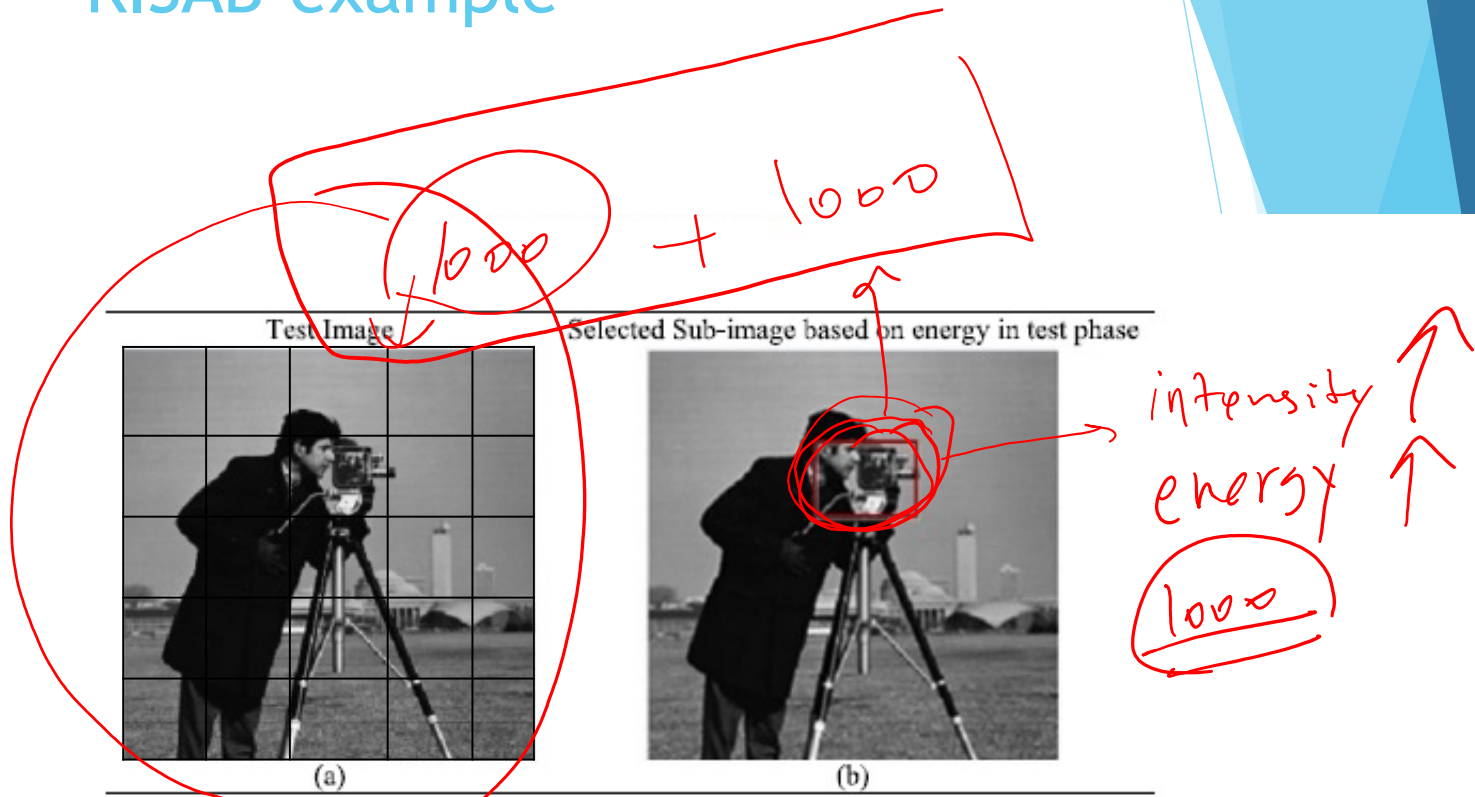 RISAB example
1000 + 1000
Test Image
Selected Sub-image based on energy in test phase
intensity ↑
energy ↑
1000
(a)
(b)